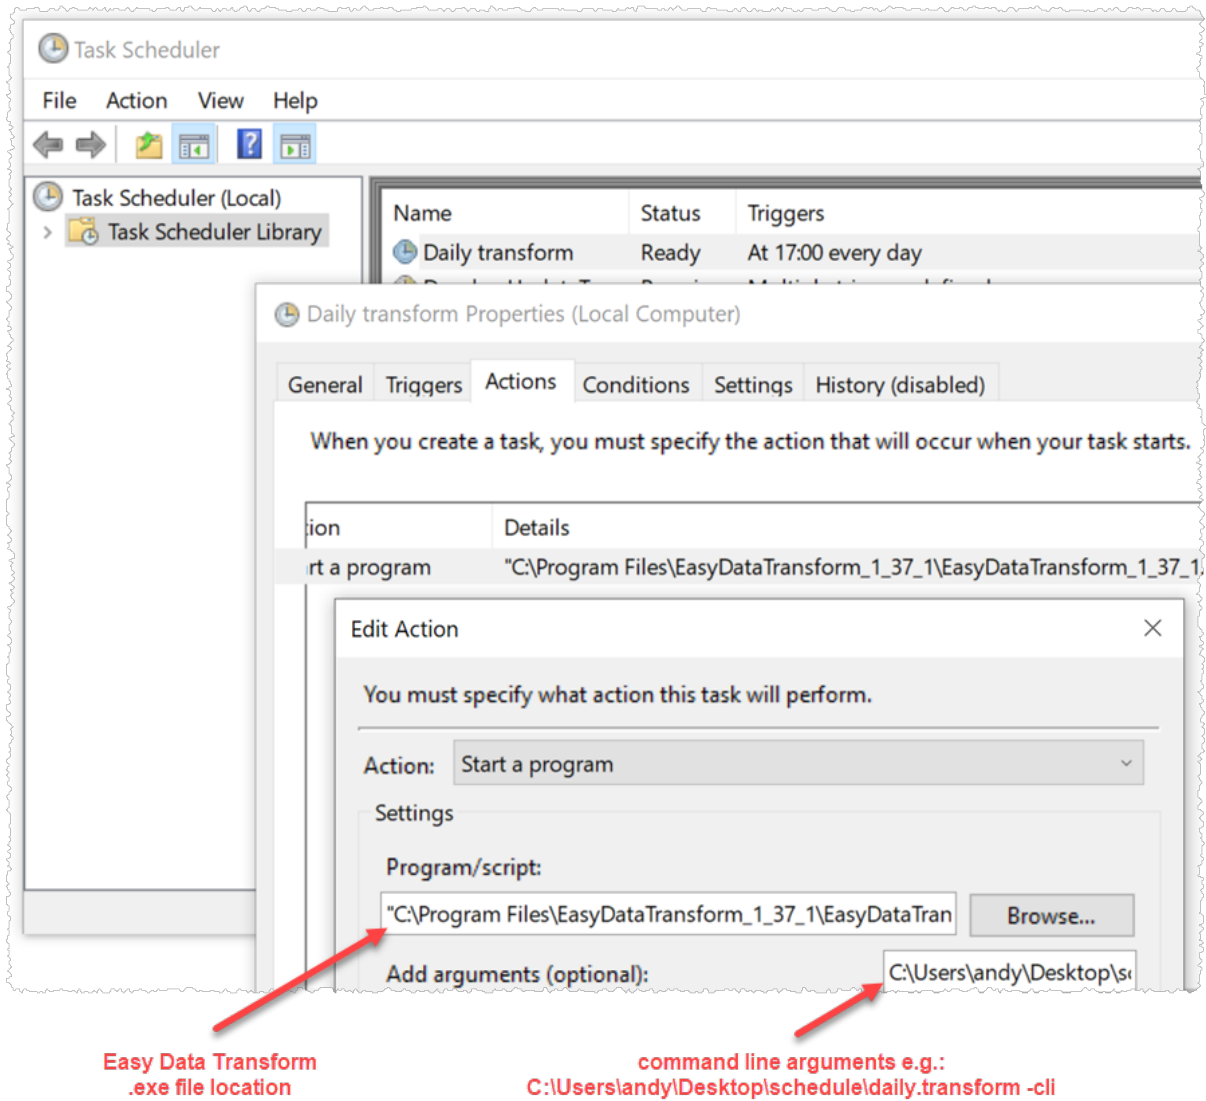 Task Scheduler
File Action View Help
Task Scheduler (Local)
Task Scheduler Library
Name Status Triggers
Daily transform Ready At 17:00 every day
Daily transform Properties (Local Computer)
General Triggers Actions Conditions Settings History (disabled)
When you create a task, you must specify the action that will occur when your task starts.
tion Details
rt a program "C:\Program Files\EasyDataTransform_1_37_1\EasyDataTransform_1_37_1.
Edit Action
You must specify what action this task will perform.
Action: Start a program
Settings
Program/script:
"C:\Program Files\EasyDataTransform_1_37_1\EasyDataTran Browse...
Add arguments (optional): C:\Users\andy\Desktop\sc
Easy Data Transform
.exe file location
command line arguments e.g.:
C:\Users\andy\Desktop\schedule\daily.transform -cli